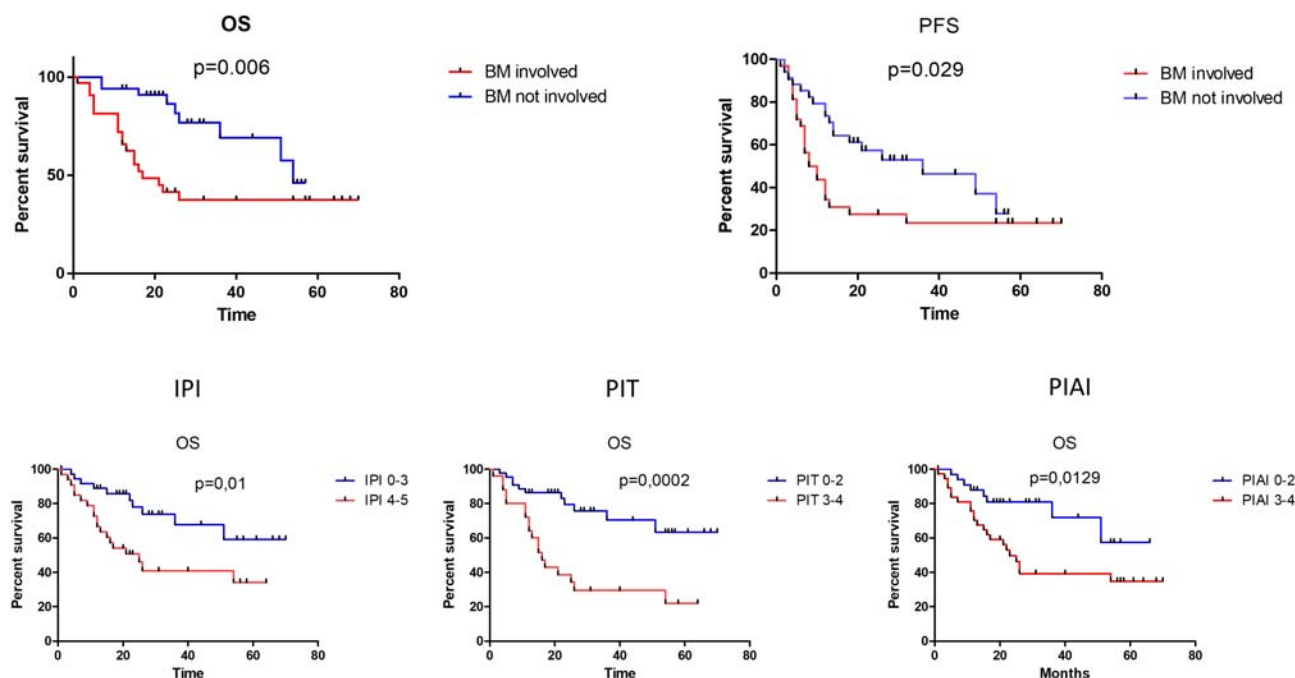 OS
p=0.006
BM involved
BM not involved
Percent survival
100
50
0
0 20 40 60 80
Time
PFS
p=0.029
BM involved
BM not involved
Percent survival
100
80
60
40
20
0
0 20 40 60 80
Time
IPI
OS
p=0,01
IPI 0-3
IPI 4-5
Percent survival
100
80
60
40
20
0
0 20 40 60 80
Time
PIT
OS
p=0,0002
PIT 0-2
PIT 3-4
Percent survival
100
80
60
40
20
0
0 20 40 60 80
Time
PIAI
OS
p=0,0129
PIAI 0-2
PIAI 3-4
Percent survival
100
80
60
40
20
0
0 20 40 60 80
Months